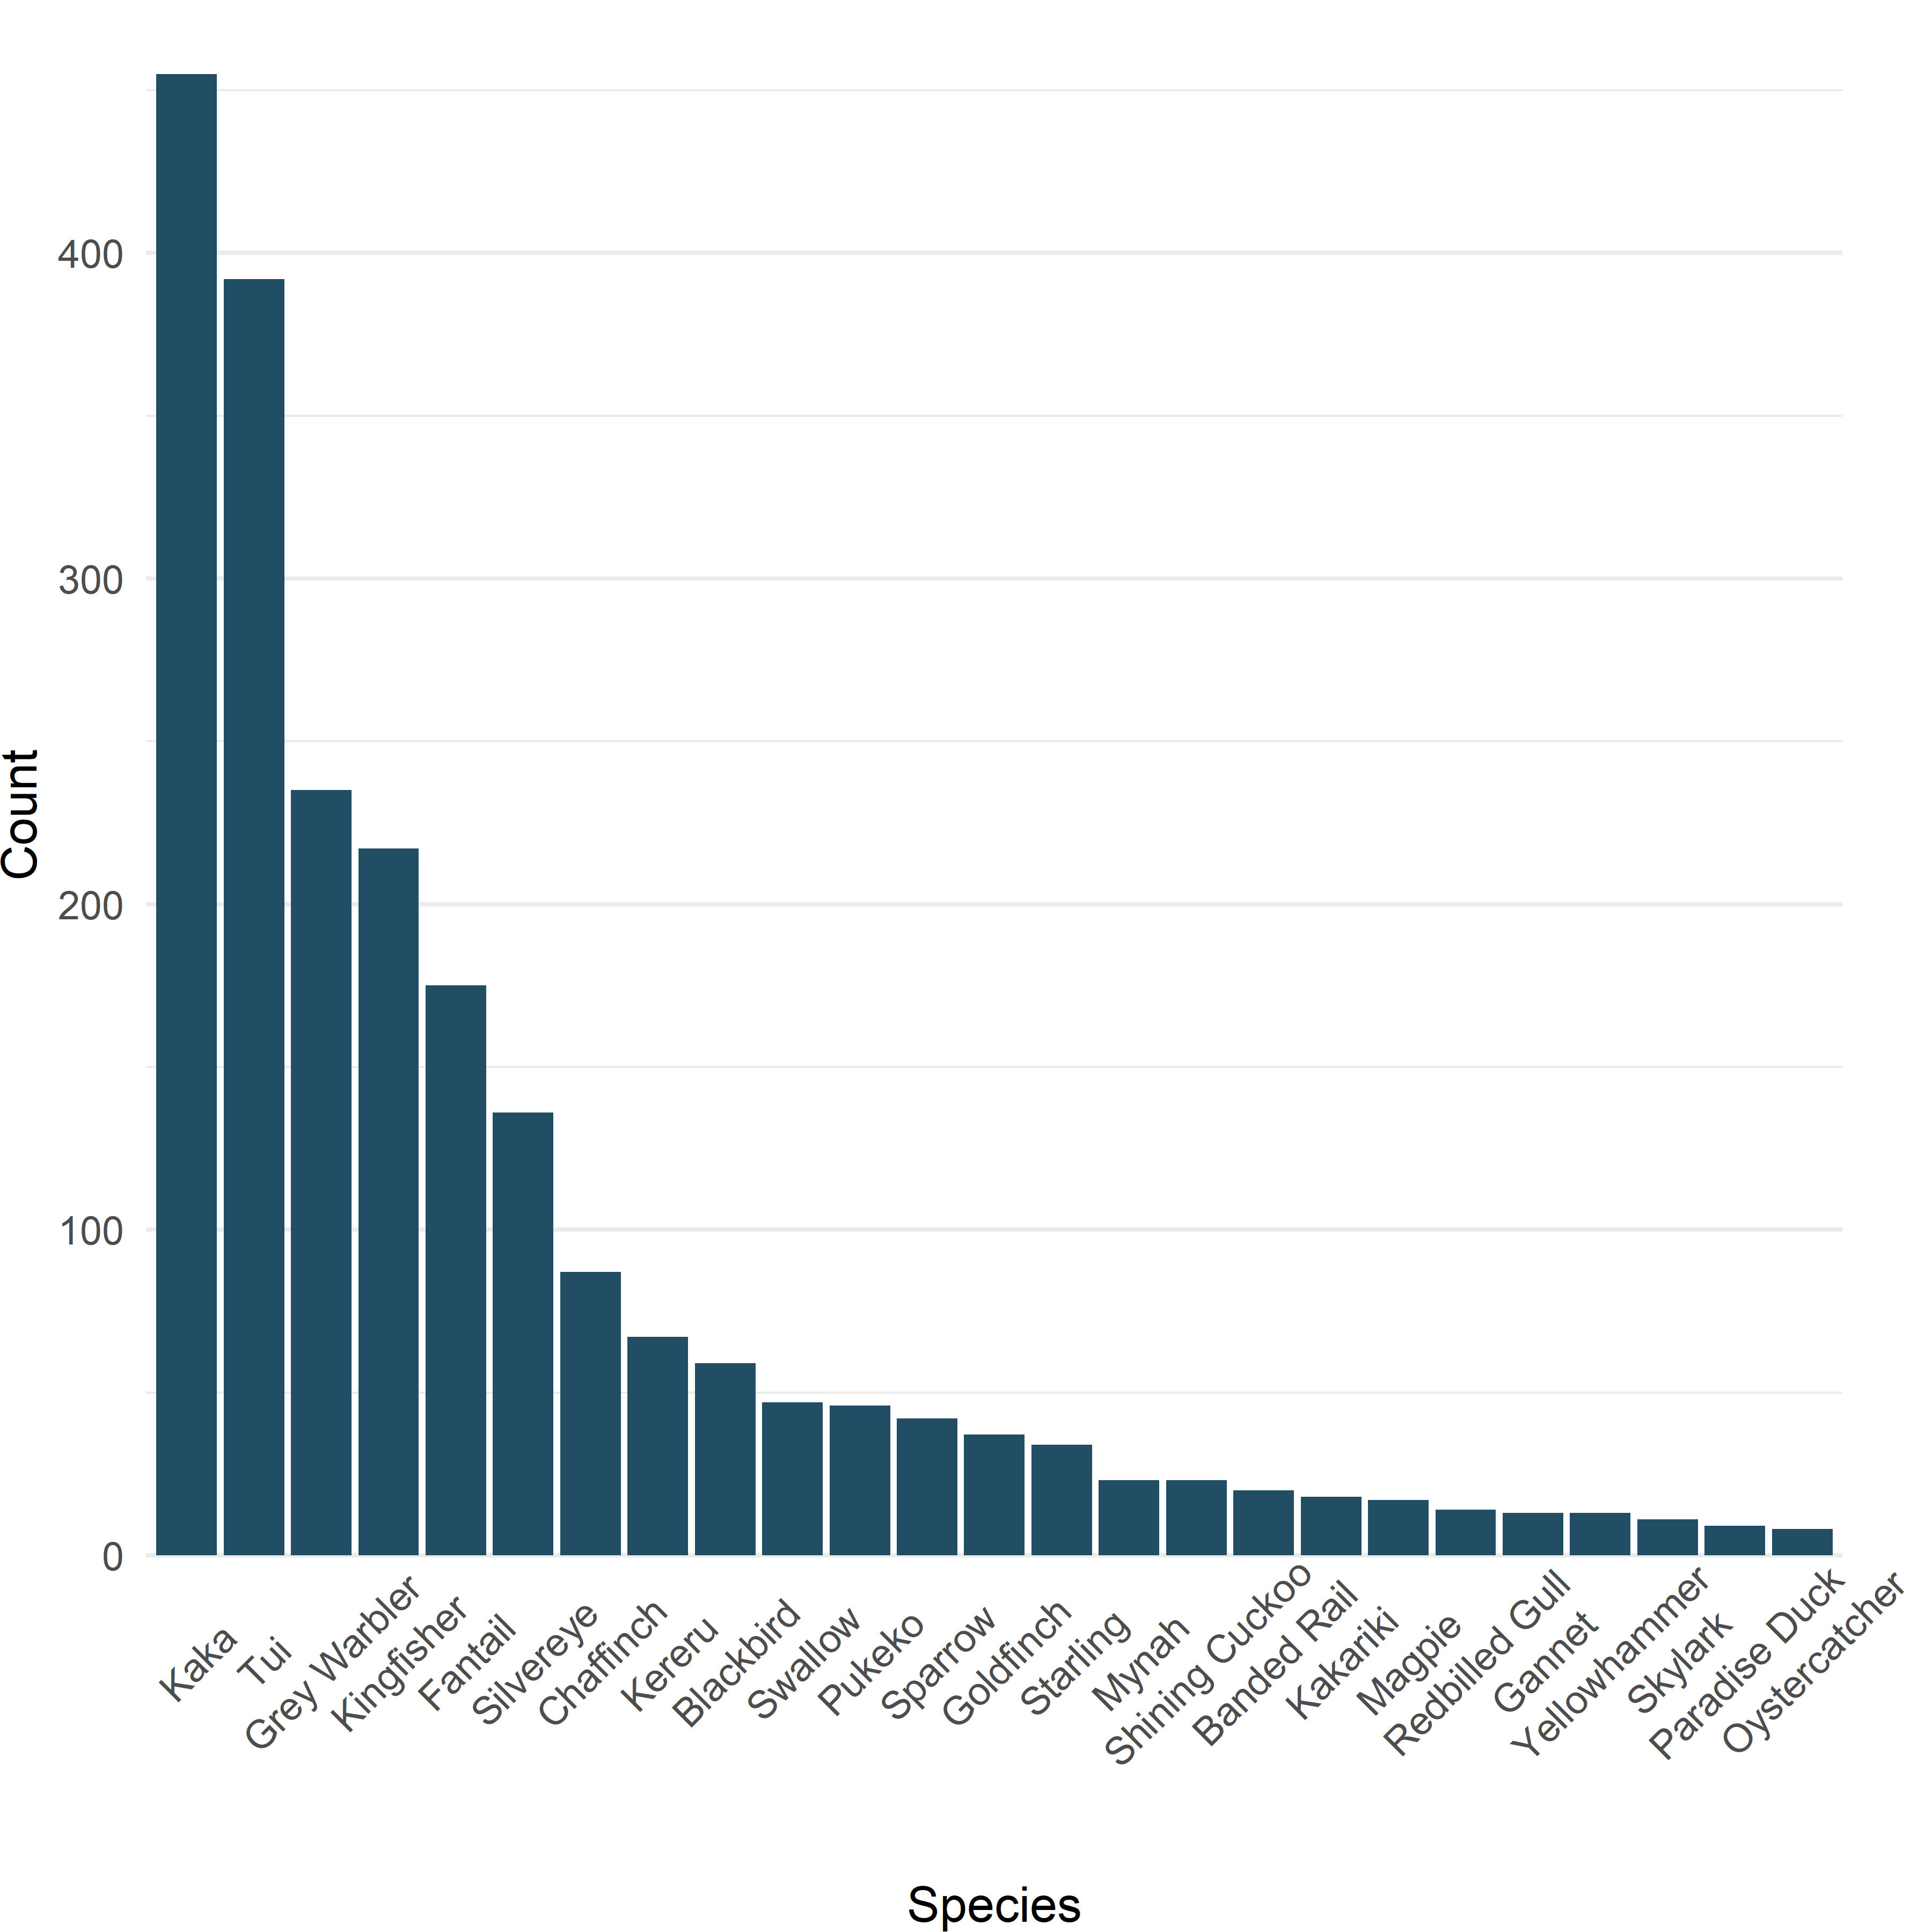 Count
400
300
200
100
0
Kaka
Tui
Grey Warbler
Kingfisher
Fantail
Silvereye
Chaffinch
Kereru
Blackbird
Swallow
Pukeko
Sparrow
Goldfinch
Starling
Mynah
Shining Cuckoo
Banded Rail
Kakariki
Magpie
Redbilled Gull
Gannet
Yellowhammer
Skylark
Paradise Duck
Oystercatcher
Species